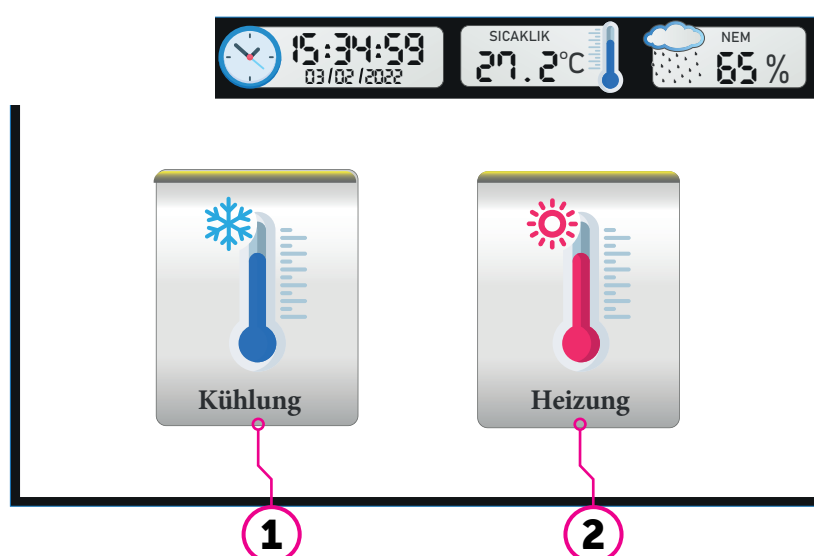 15:34:59
03/02/2022
SICAKLIK
27.2°C
NEM
65 %
Kühlung
Heizung
1
2